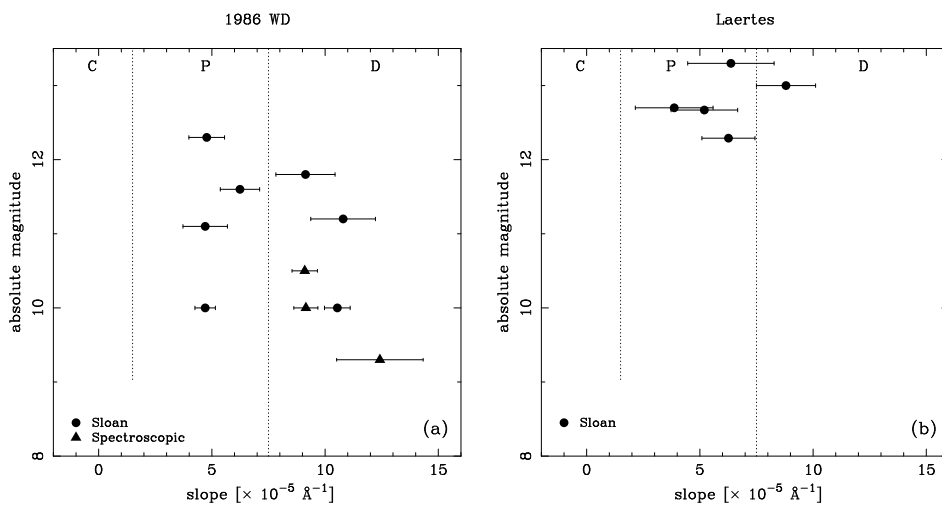 1986 WD
C P D
12
10
8
absolute magnitude
Sloan
Spectroscopic
(a)
0 5 10 15
slope [× 10⁻⁵ Å⁻¹]
Laertes
C P D
12
10
8
absolute magnitude
Sloan
(b)
0 5 10 15
slope [× 10⁻⁵ Å⁻¹]